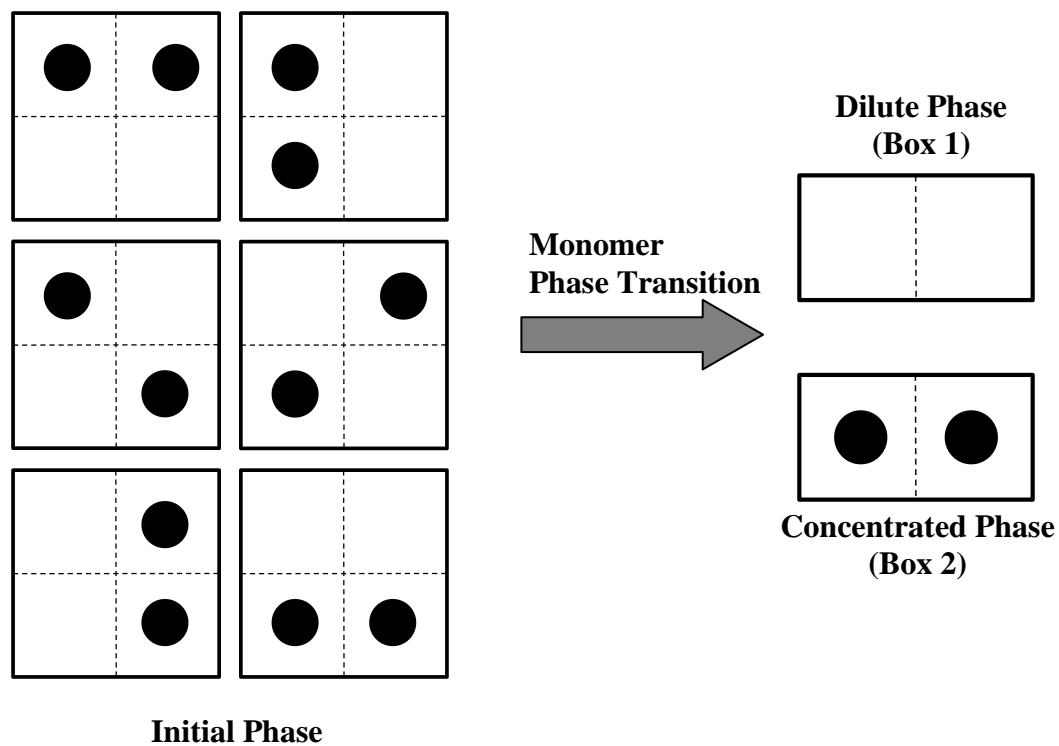 Dilute Phase
(Box 1)
Monomer
Phase Transition
Concentrated Phase
(Box 2)
Initial Phase